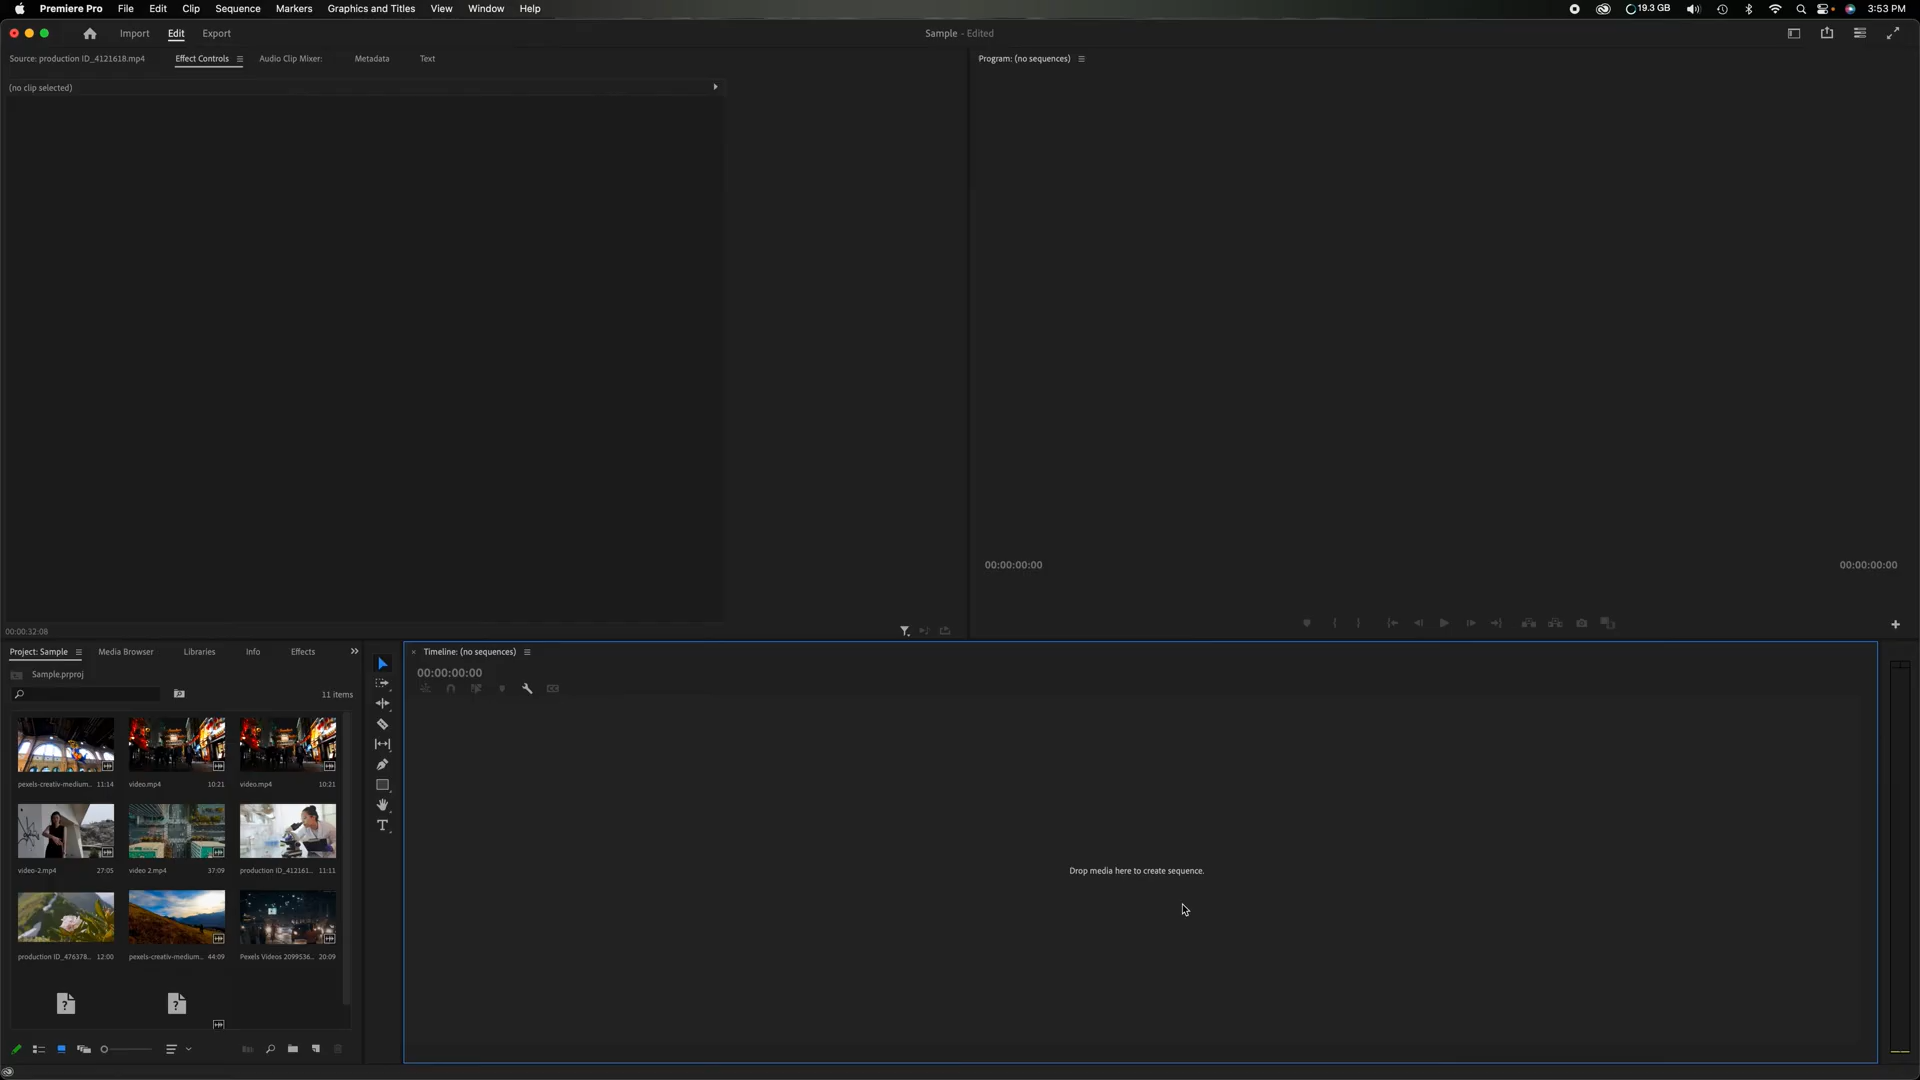 Premiere Pro File Edit Clip Sequence Markers Graphics and Titles View Window Help 19.3 GB 3:53 PM
Import Edit Export Sample - Edited
Source: production ID_4121618.mp4 Effect Controls Audio Clip Mixer: Metadata Text Program: (no sequences)
(no clip selected)
00:00:00:00 00:00:00:00
00:00:32:08
Project: Sample Media Browser Libraries Info Effects Timeline: (no sequences)
Sample.prproj 00:00:00:00
11 items
pexels-creativ-medium... 11:14 video.mp4 10:21 video.mp4 10:21
video-2.mp4 27:05 video 2.mp4 37:09 production ID_412161... 11:11
Drop media here to create sequence.
production ID_476378... 12:00 pexels-creativ-medium... 44:09 Pexels Videos 2099536... 20:09